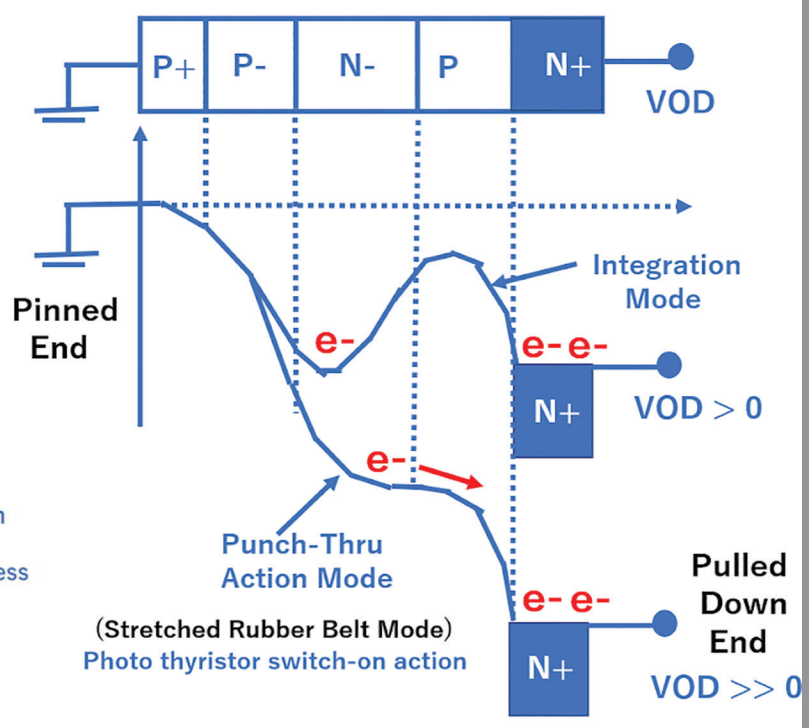 P+ P- N- P N+
VOD
Integration
Mode
Pinned
End
e-
e- e-
N+
VOD > 0
e-
ess
Punch-Thru
Action Mode
Pulled
Down
End
e- e-
(Stretched Rubber Belt Mode)
Photo thyristor switch-on action
N+
VOD >> 0